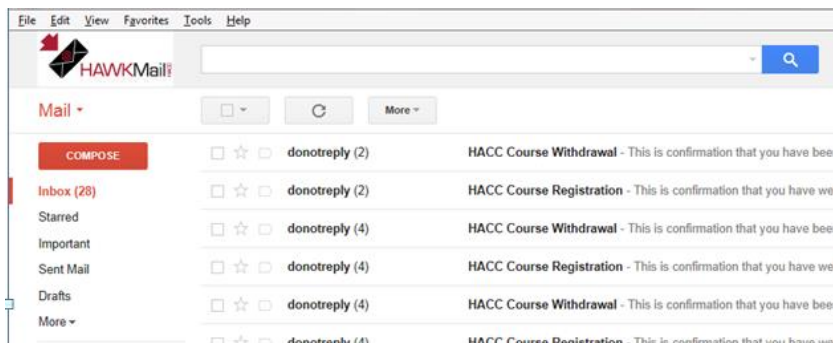 File Edit View Favorites Tools Help
HAWKMail
Mail
More
COMPOSE
donotreply (2) HACC Course Withdrawal - This is confirmation that you have bee
Inbox (28)
donotreply (2) HACC Course Registration - This is confirmation that you have we
Starred
donotreply (4) HACC Course Withdrawal - This is confirmation that you have bee
Important
Sent Mail
donotreply (4) HACC Course Registration - This is confirmation that you have we
Drafts
donotreply (4) HACC Course Withdrawal - This is confirmation that you have bee
More
donotreply (4) HACC Course Registration - This is confirmation that you have we